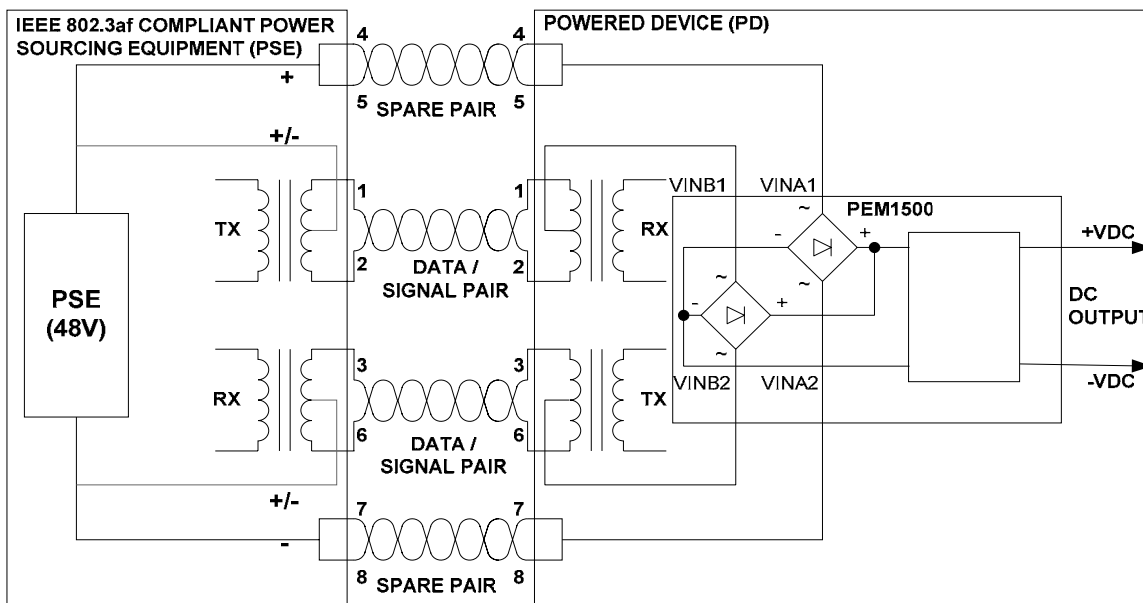 IEEE 802.3af COMPLIANT POWER
SOURCING EQUIPMENT (PSE)
POWERED DEVICE (PD)
4
4
+
5
SPARE PAIR
5
+/-
1
1
VINB1
VINA1
TX
RX
~
PEM1500
2
DATA /
SIGNAL PAIR
2
-
+
+VDC
PSE
(48V)
~
~
-
+
DC
OUTPUT
~
3
3
VINB2
VINA2
-VDC
RX
TX
6
DATA /
SIGNAL PAIR
6
+/-
7
7
-
8
SPARE PAIR
8